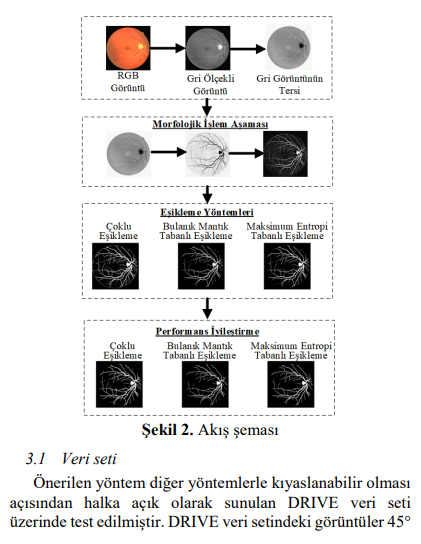 RGB
Görüntü
Gri Ölçekli
Görüntü
Gri Görüntünün
Tersi
Morfolojik İşlem Aşaması
Eşikleme Yöntemleri
Çoklu
Eşikleme
Bulanık Mantık
Tabanlı Eşikleme
Maksimum Entropi
Tabanlı Eşikleme
Performans İyileştirme
Çoklu
Eşikleme
Bulanık Mantık
Tabanlı Eşikleme
Maksimum Entropi
Tabanlı Eşikleme
Şekil 2. Akış şeması
3.1 Veri seti
Önerilen yöntem diğer yöntemlerle kıyaslanabilir olması
açısından halka açık olarak sunulan DRIVE veri seti
üzerinde test edilmiştir. DRIVE veri setindeki görüntüler 45°